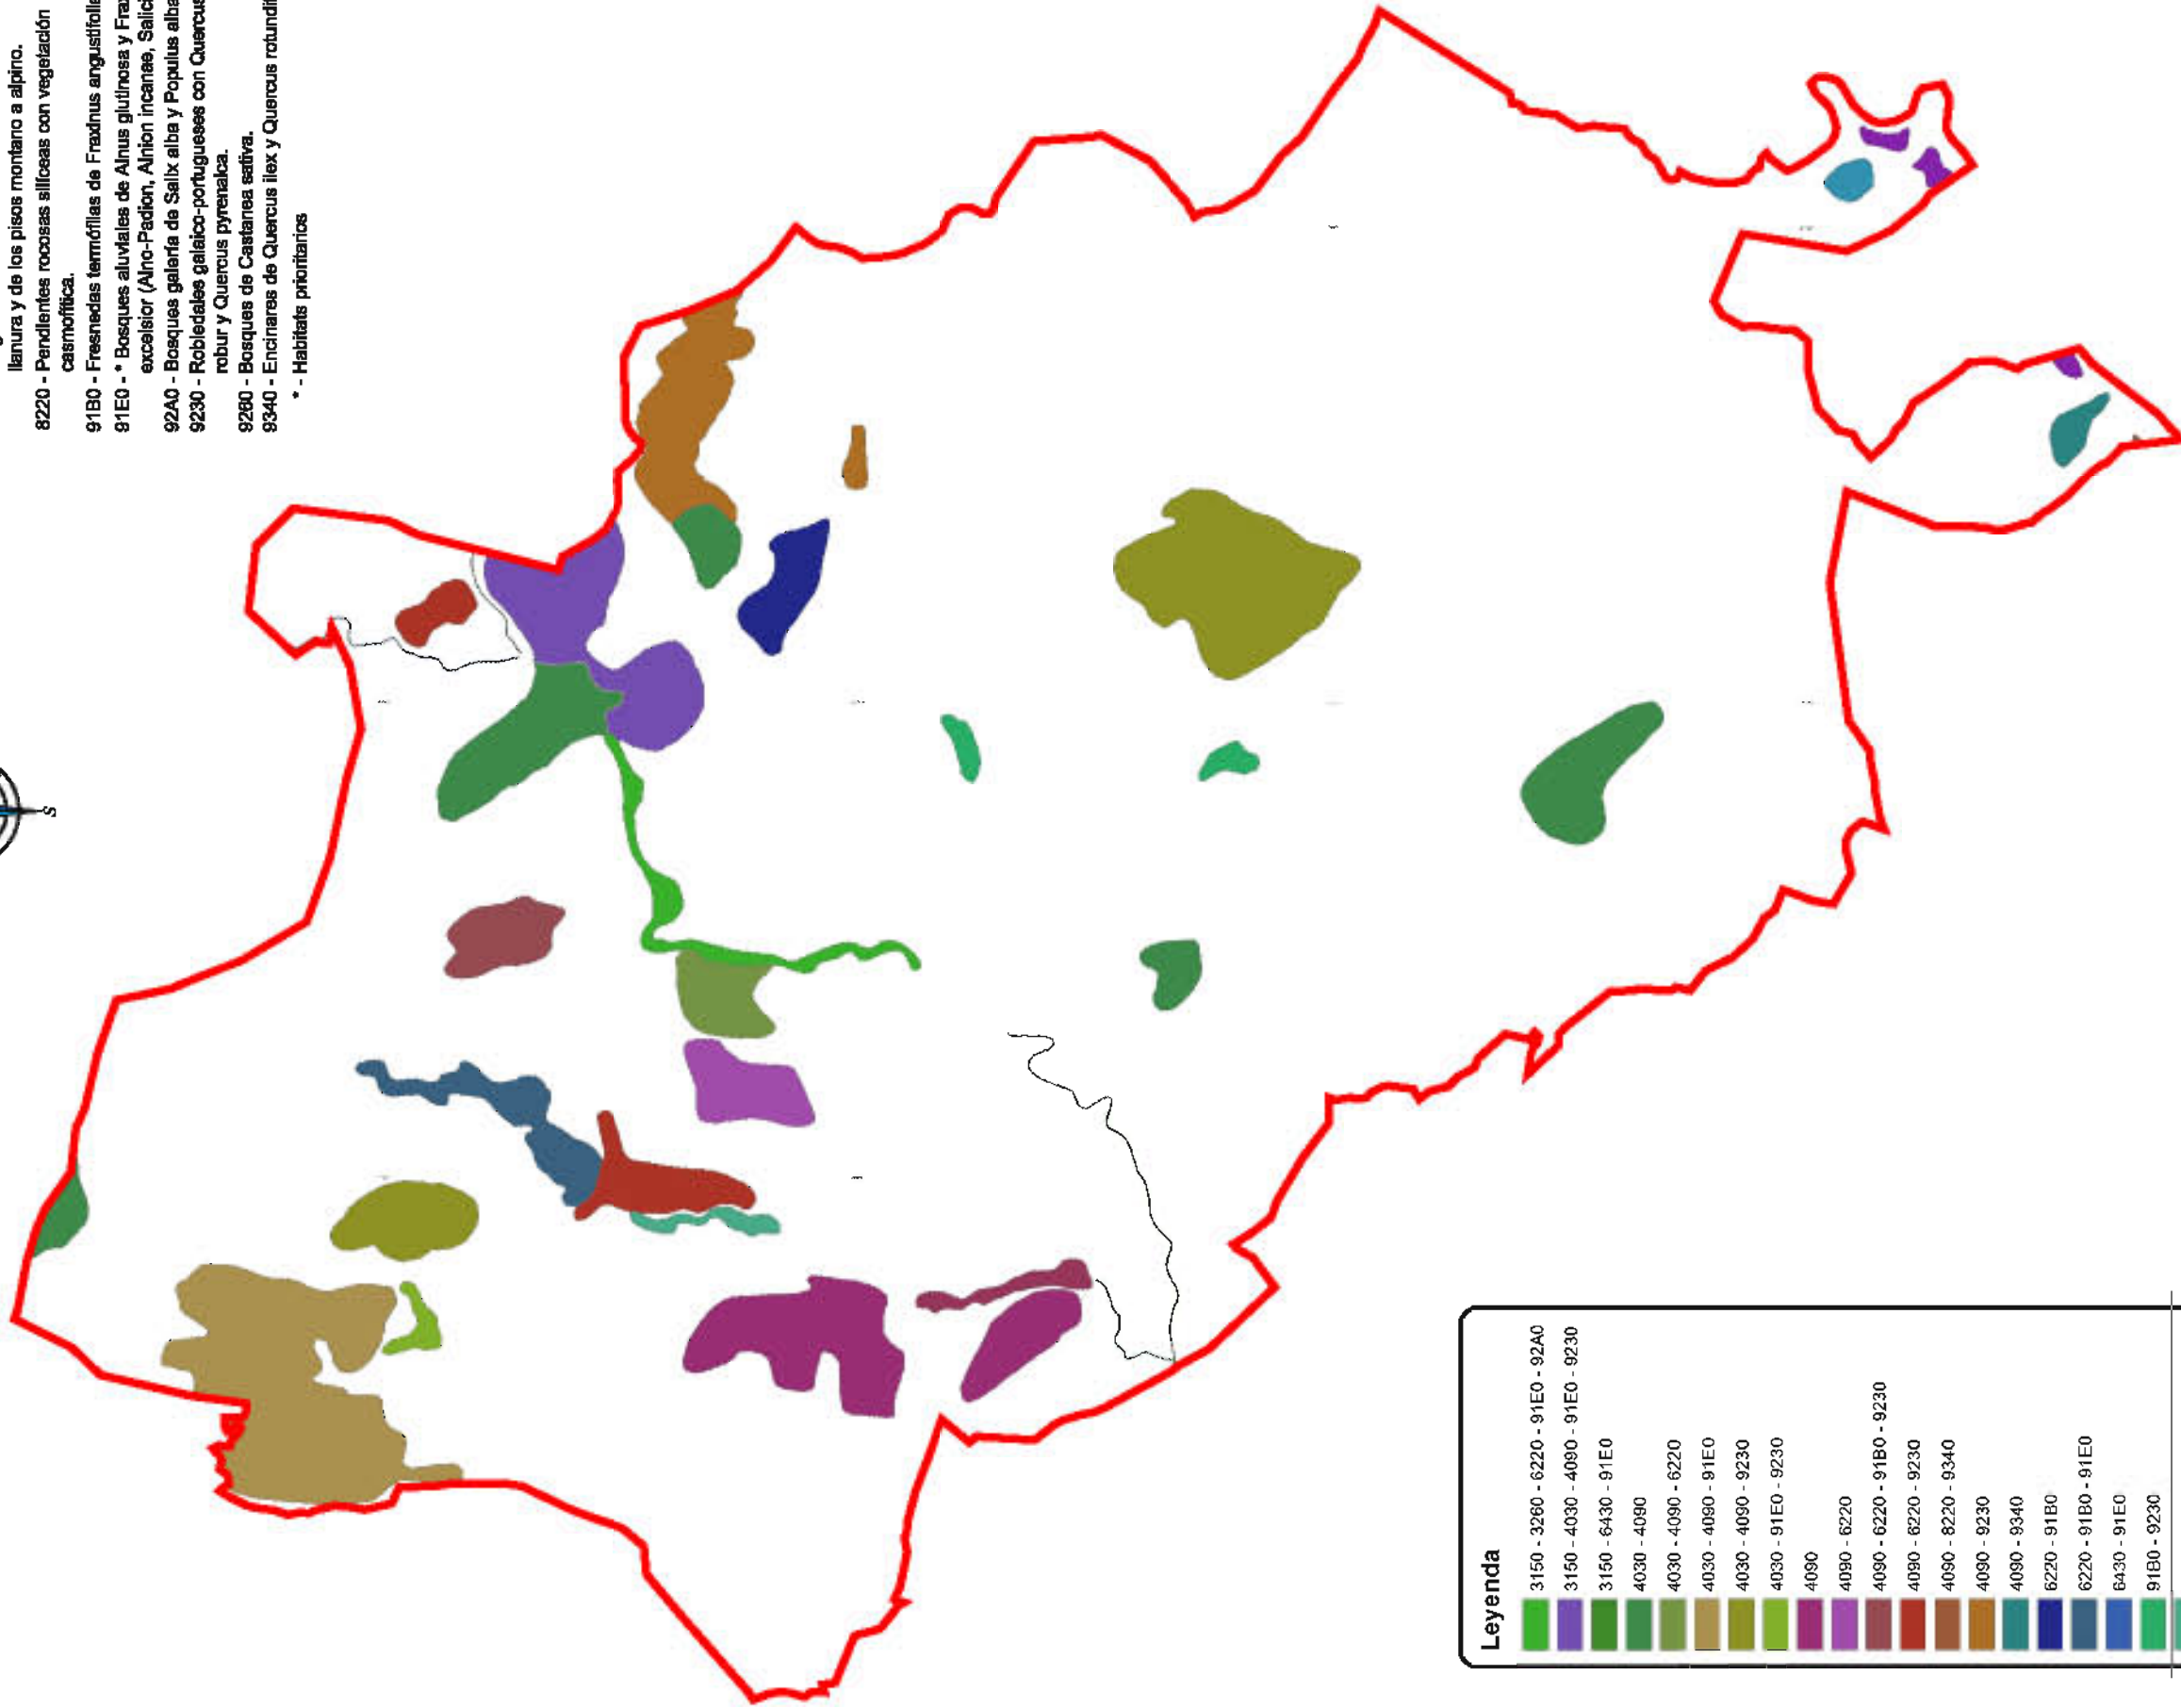 llanura y de los pisos montano a alpino.
8220 - Pendientes rocosas silíceas con vegetación
casmofítica.
91B0 - Fresnedas termófilas de Fraxinus angustifolia
91E0 - * Bosques aluviales de Alnus glutinosa y
excelsior (Alno-Padion, Alnion incanae,
92A0 - Bosques galería de Salix alba y Populus alba
9230 - Robledales galaico-portugueses con Quercus
robur y Quercus pyrenaica.
9260 - Bosques de Castanea sativa.
9340 - Encinares de Quercus ilex y Quercus
* - Habitats prioritarios
S
Leyenda
3150 - 3260 - 6220 - 91E0 - 92A0
3150 - 4030 - 4090 - 91E0 - 9230
3150 - 6430 - 91E0
4030 - 4090
4030 - 4090 - 6220
4030 - 4090 - 91E0
4030 - 4090 - 9230
4030 - 91E0 - 9230
4090
4090 - 6220
4090 - 6220 - 91B0 - 9230
4090 - 6220 - 9230
4090 - 8220 - 9340
4090 - 9230
4090 - 9340
6220 - 91B0
6220 - 91B0 - 91E0
6430 - 91E0
91B0 - 9230